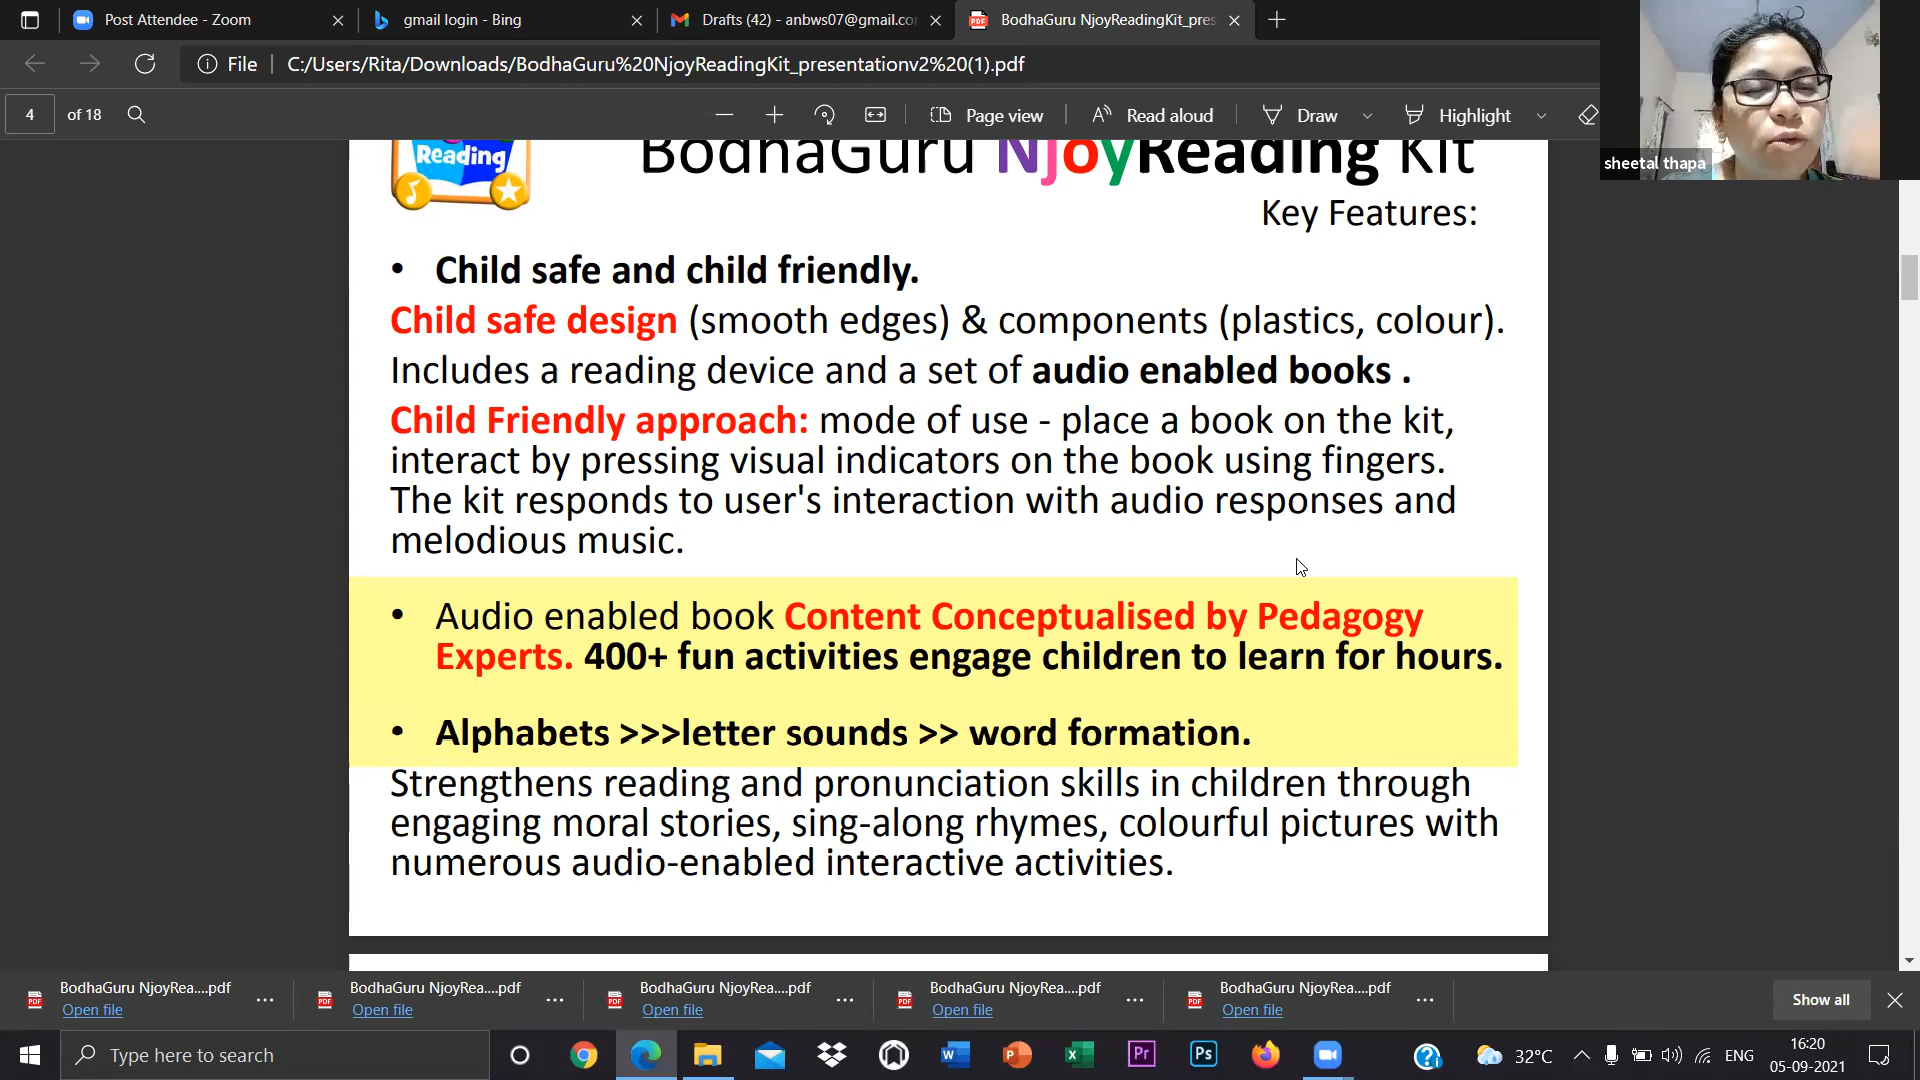 Post Attendee - Zoom
gmail login - Bing
Drafts (42) - anbws07@gmail.co
BodhaGuru NjoyReadingKit_pres
File
C:/Users/Rita/Downloads/BodhaGuru%20NjoyReadingKit_presentationv2%20(1).pdf
4 of 18
Page view
Read aloud
Draw
Highlight
sheetal thapa
Reading
BodhaGuru NjoyReading Kit
Key Features:
• Child safe and child friendly.
Child safe design (smooth edges) & components (plastics, colour).
Includes a reading device and a set of audio enabled books .
Child Friendly approach: mode of use - place a book on the kit,
interact by pressing visual indicators on the book using fingers.
The kit responds to user's interaction with audio responses and
melodious music.
• Audio enabled book Content Conceptualised by Pedagogy
Experts. 400+ fun activities engage children to learn for hours.
• Alphabets >>>letter sounds >> word formation.
Strengthens reading and pronunciation skills in children through
engaging moral stories, sing-along rhymes, colourful pictures with
numerous audio-enabled interactive activities.
BodhaGuru NjoyRea....pdf
Open file
BodhaGuru NjoyRea....pdf
Open file
BodhaGuru NjoyRea....pdf
Open file
BodhaGuru NjoyRea....pdf
Open file
BodhaGuru NjoyRea....pdf
Open file
Show all
Type here to search
Pr
Ps
32°C
ENG
16:20
05-09-2021